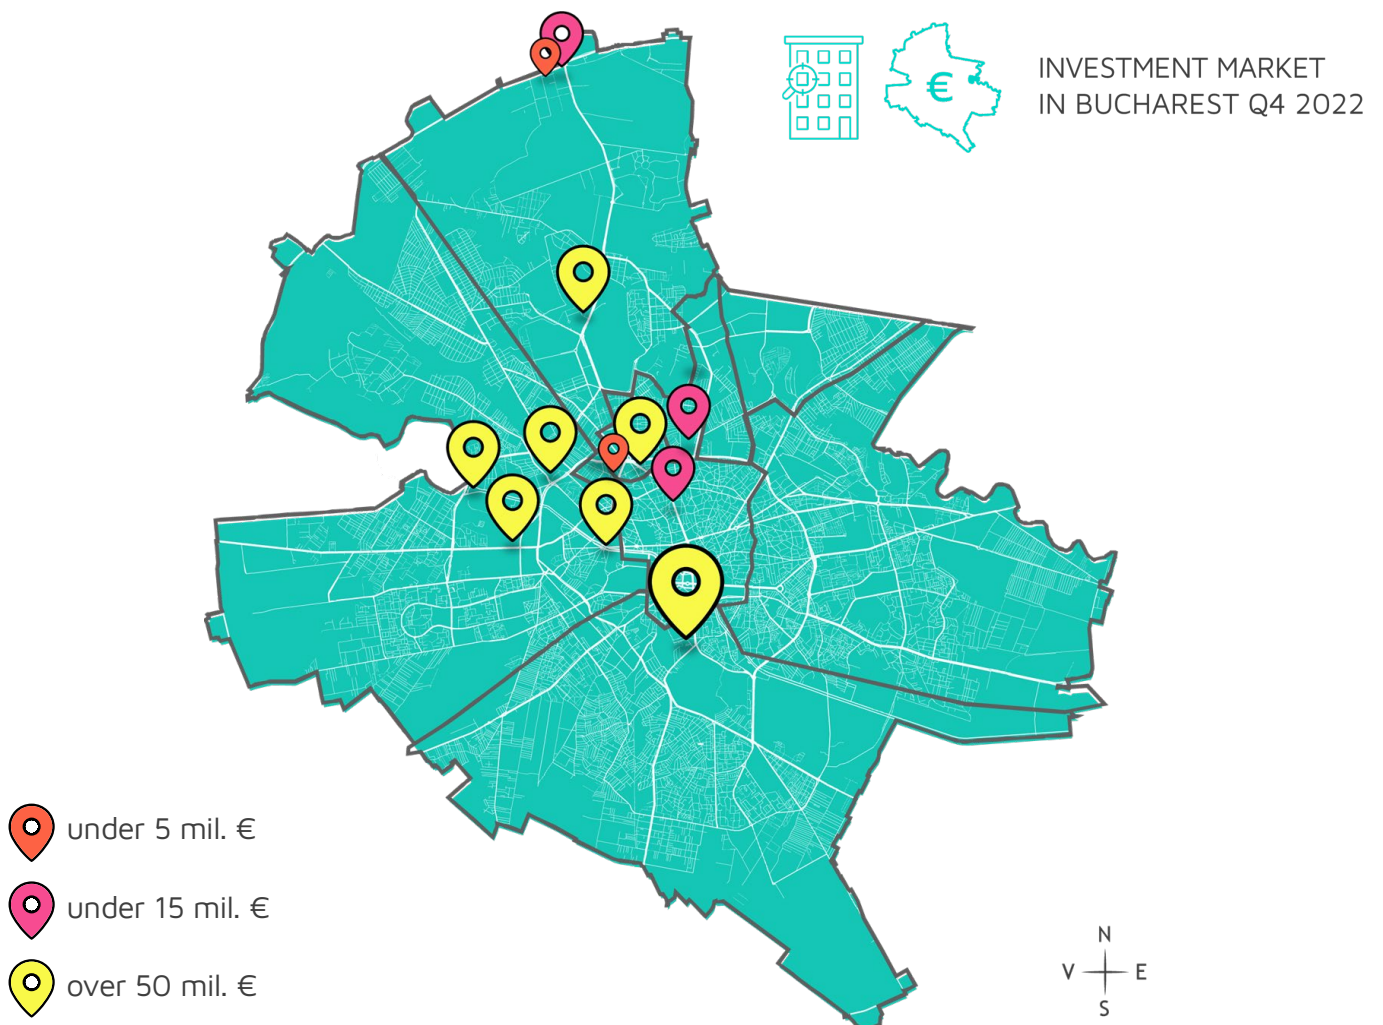 €
INVESTMENT MARKET
IN BUCHAREST Q4 2022
under 5 mil. €
under 15 mil. €
over 50 mil. €
N
V E
S